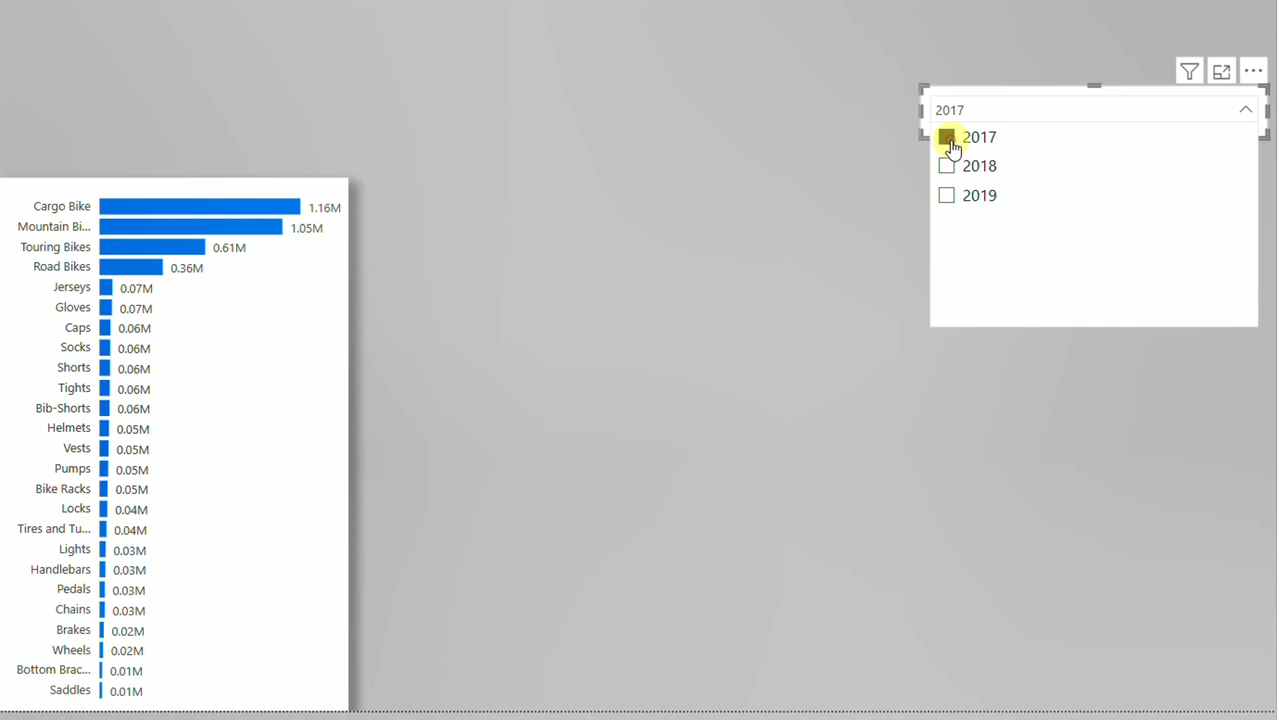 2017
2017
2018
2019
Cargo Bike 1.16M
Mountain Bi... 1.05M
Touring Bikes 0.61M
Road Bikes 0.36M
Jerseys 0.07M
Gloves 0.07M
Caps 0.06M
Socks 0.06M
Shorts 0.06M
Tights 0.06M
Bib-Shorts 0.06M
Helmets 0.05M
Vests 0.05M
Pumps 0.05M
Bike Racks 0.05M
Locks 0.04M
Tires and Tu... 0.04M
Lights 0.03M
Handlebars 0.03M
Pedals 0.03M
Chains 0.03M
Brakes 0.02M
Wheels 0.02M
Bottom Brac... 0.01M
Saddles 0.01M